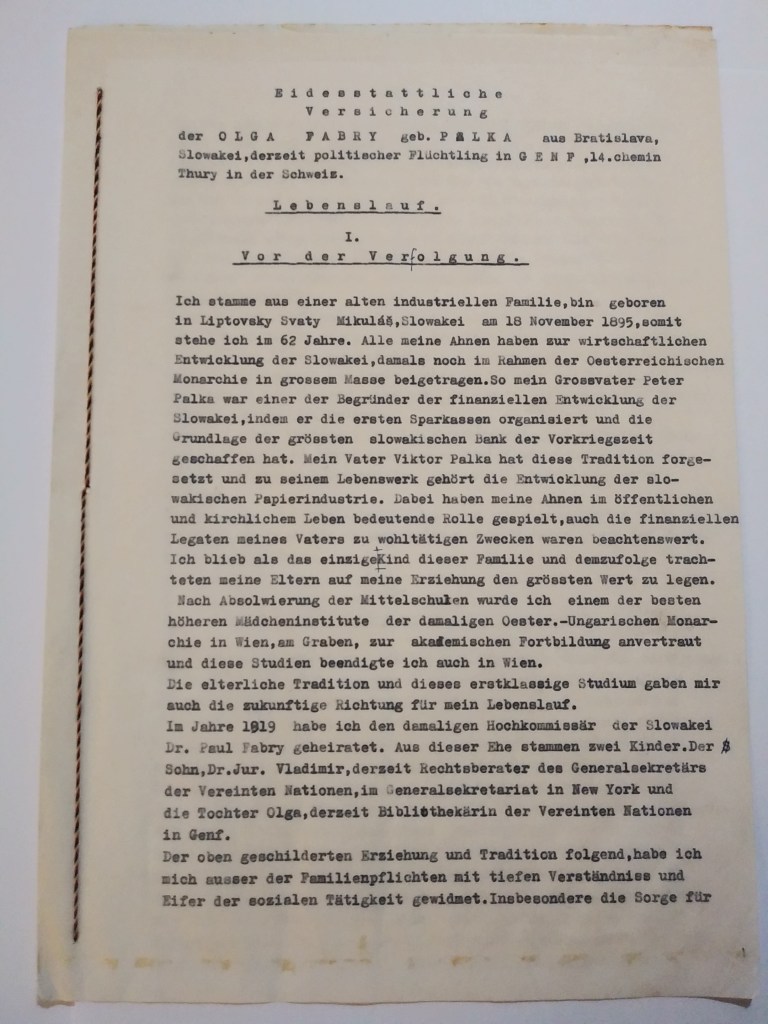 E i d e s s t a t t l i c h e
V e r s i c h e r u n g
der O L G A F A B R Y geb. P A L K A aus Bratislava,
Slowakei,derzeit politischer Flüchtling in G E N F ,14.chemin
Thury in der Schweiz.
L e b e n s l a u f .
I.
V o r d e r V e r f o l g u n g .
Ich stamme aus einer alten industriellen Familie,bin geboren
in Liptovsky Svaty Mikuláš,Slowakei am 18 November 1895,somit
stehe ich im 62 Jahre. Alle meine Ahnen haben zur wirtschaftlichen
Entwicklung der Slowakei,damals noch im Rahmen der Oesterreichischen
Monarchie in grossem Masse beigetragen.So mein Grossvater Peter
Palka war einer der Begründer der finanziellen Entwicklung der
Slowakei,indem er die ersten Sparkassen organisiert und die
Grundlage der grössten slowakischen Bank der Vorkriegszeit
geschaffen hat. Mein Vater Viktor Palka hat diese Tradition forge-
setzt und zu seinem Lebenswerk gehört die Entwicklung der slo-
wakischen Papierindustrie. Dabei haben meine Ahnen im öffentlichen
und kirchlichem Leben bedeutende Rolle gespielt,auch die finanziellen
Legaten meines Vaters zu wohltätigen Zwecken waren beachtenswert.
Ich blieb als das einzige Kind dieser Familie und demzufolge trach-
teten meine Eltern auf meine Erziehung den grössten Wert zu legen.
Nach Absolwierung der Mittelschulen wurde ich einem der besten
höheren Mädcheninstitute der damaligen Oester.-Ungarischen Monar-
chie in Wien,am Graben, zur akademischen Fortbildung anvertraut
und diese Studien beendigte ich auch in Wien.
Die elterliche Tradition und dieses erstklassige Studium gaben mir
auch die zukunftige Richtung für mein Lebenslauf.
Im Jahre 1919 habe ich den damaligen Hochkommissär der Slowakei
Dr. Paul Fabry geheiratet. Aus dieser Ehe stammen zwei Kinder.Der
Sohn,Dr.Jur. Vladimir,derzeit Rechtsberater des Generalsekretärs
der Vereinten Nationen,im Generalsekretariat in New York und
die Tochter Olga,derzeit Bibliothekärin der Vereinten Nationen
in Genf.
Der oben geschilderten Erziehung und Tradition folgend,habe ich
mich ausser der Familienpflichten mit tiefen Verständniss und
Eifer der sozialen Tätigkeit gewidmet.Insbesondere die Sorge für